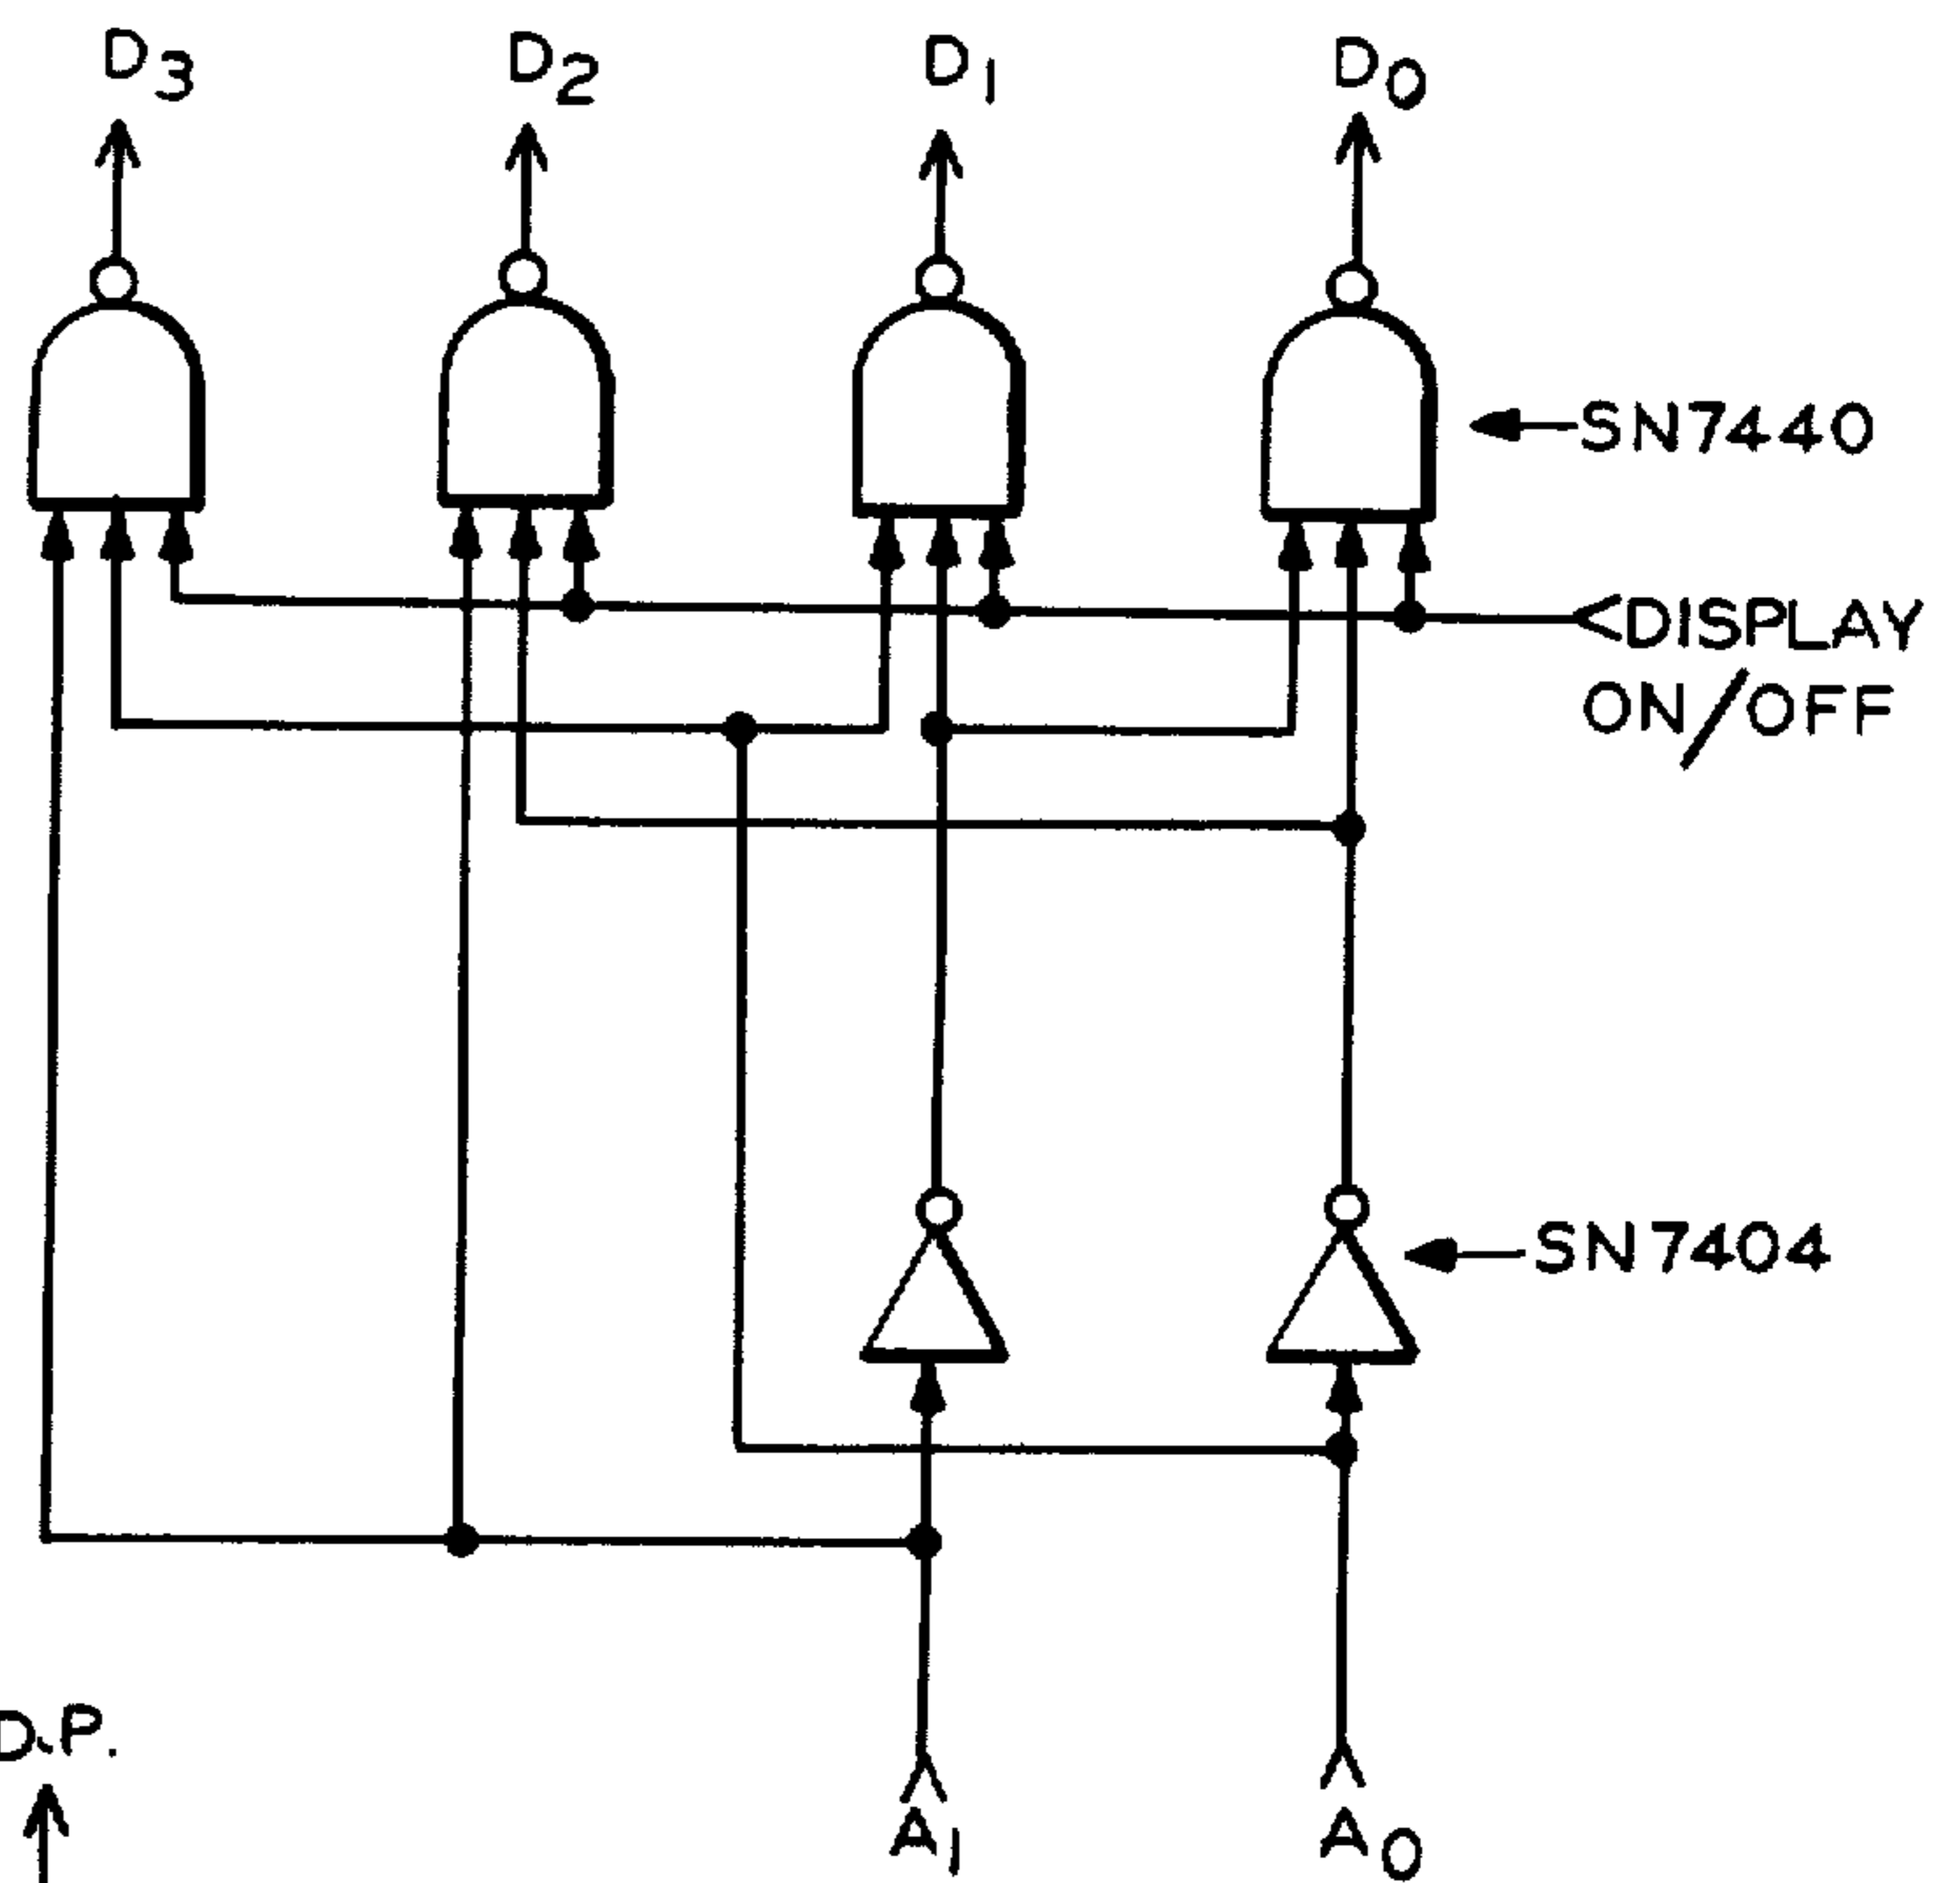 D3 D2 D1 D0
SN7440
DISPLAY
ON/OFF
SN7404
D.P.
A1 A0